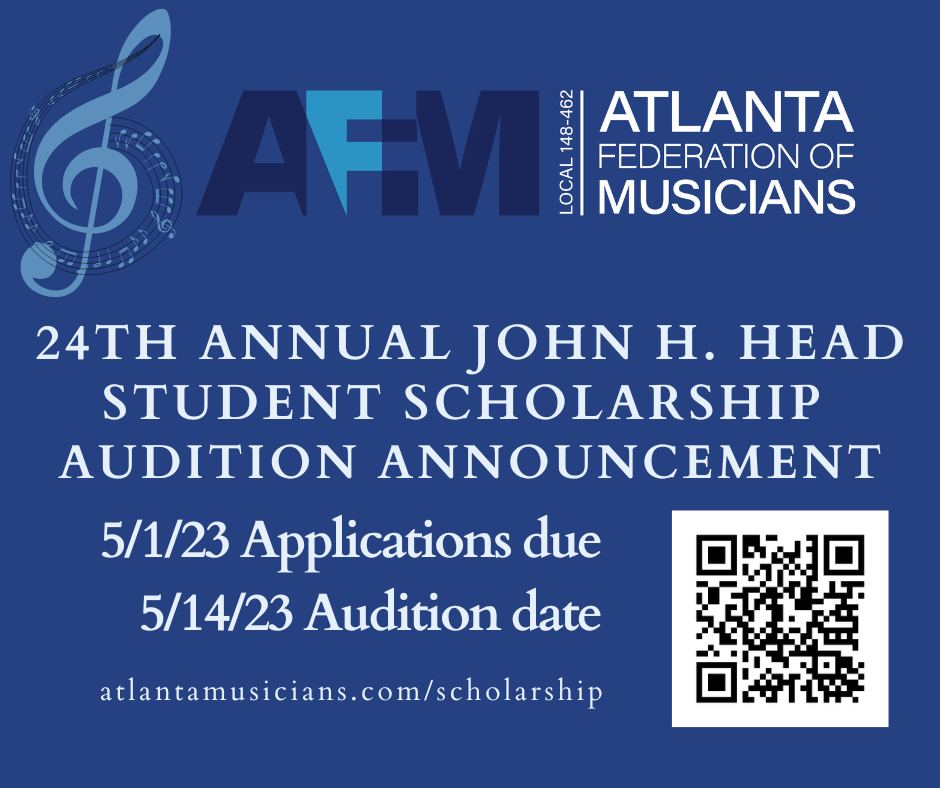 AFM
LOCAL 148-462
ATLANTA
FEDERATION OF
MUSICIANS
24TH ANNUAL JOHN H. HEAD
STUDENT SCHOLARSHIP
AUDITION ANNOUNCEMENT
5/1/23 Applications due
5/14/23 Audition date
atlantamusicians.com/scholarship